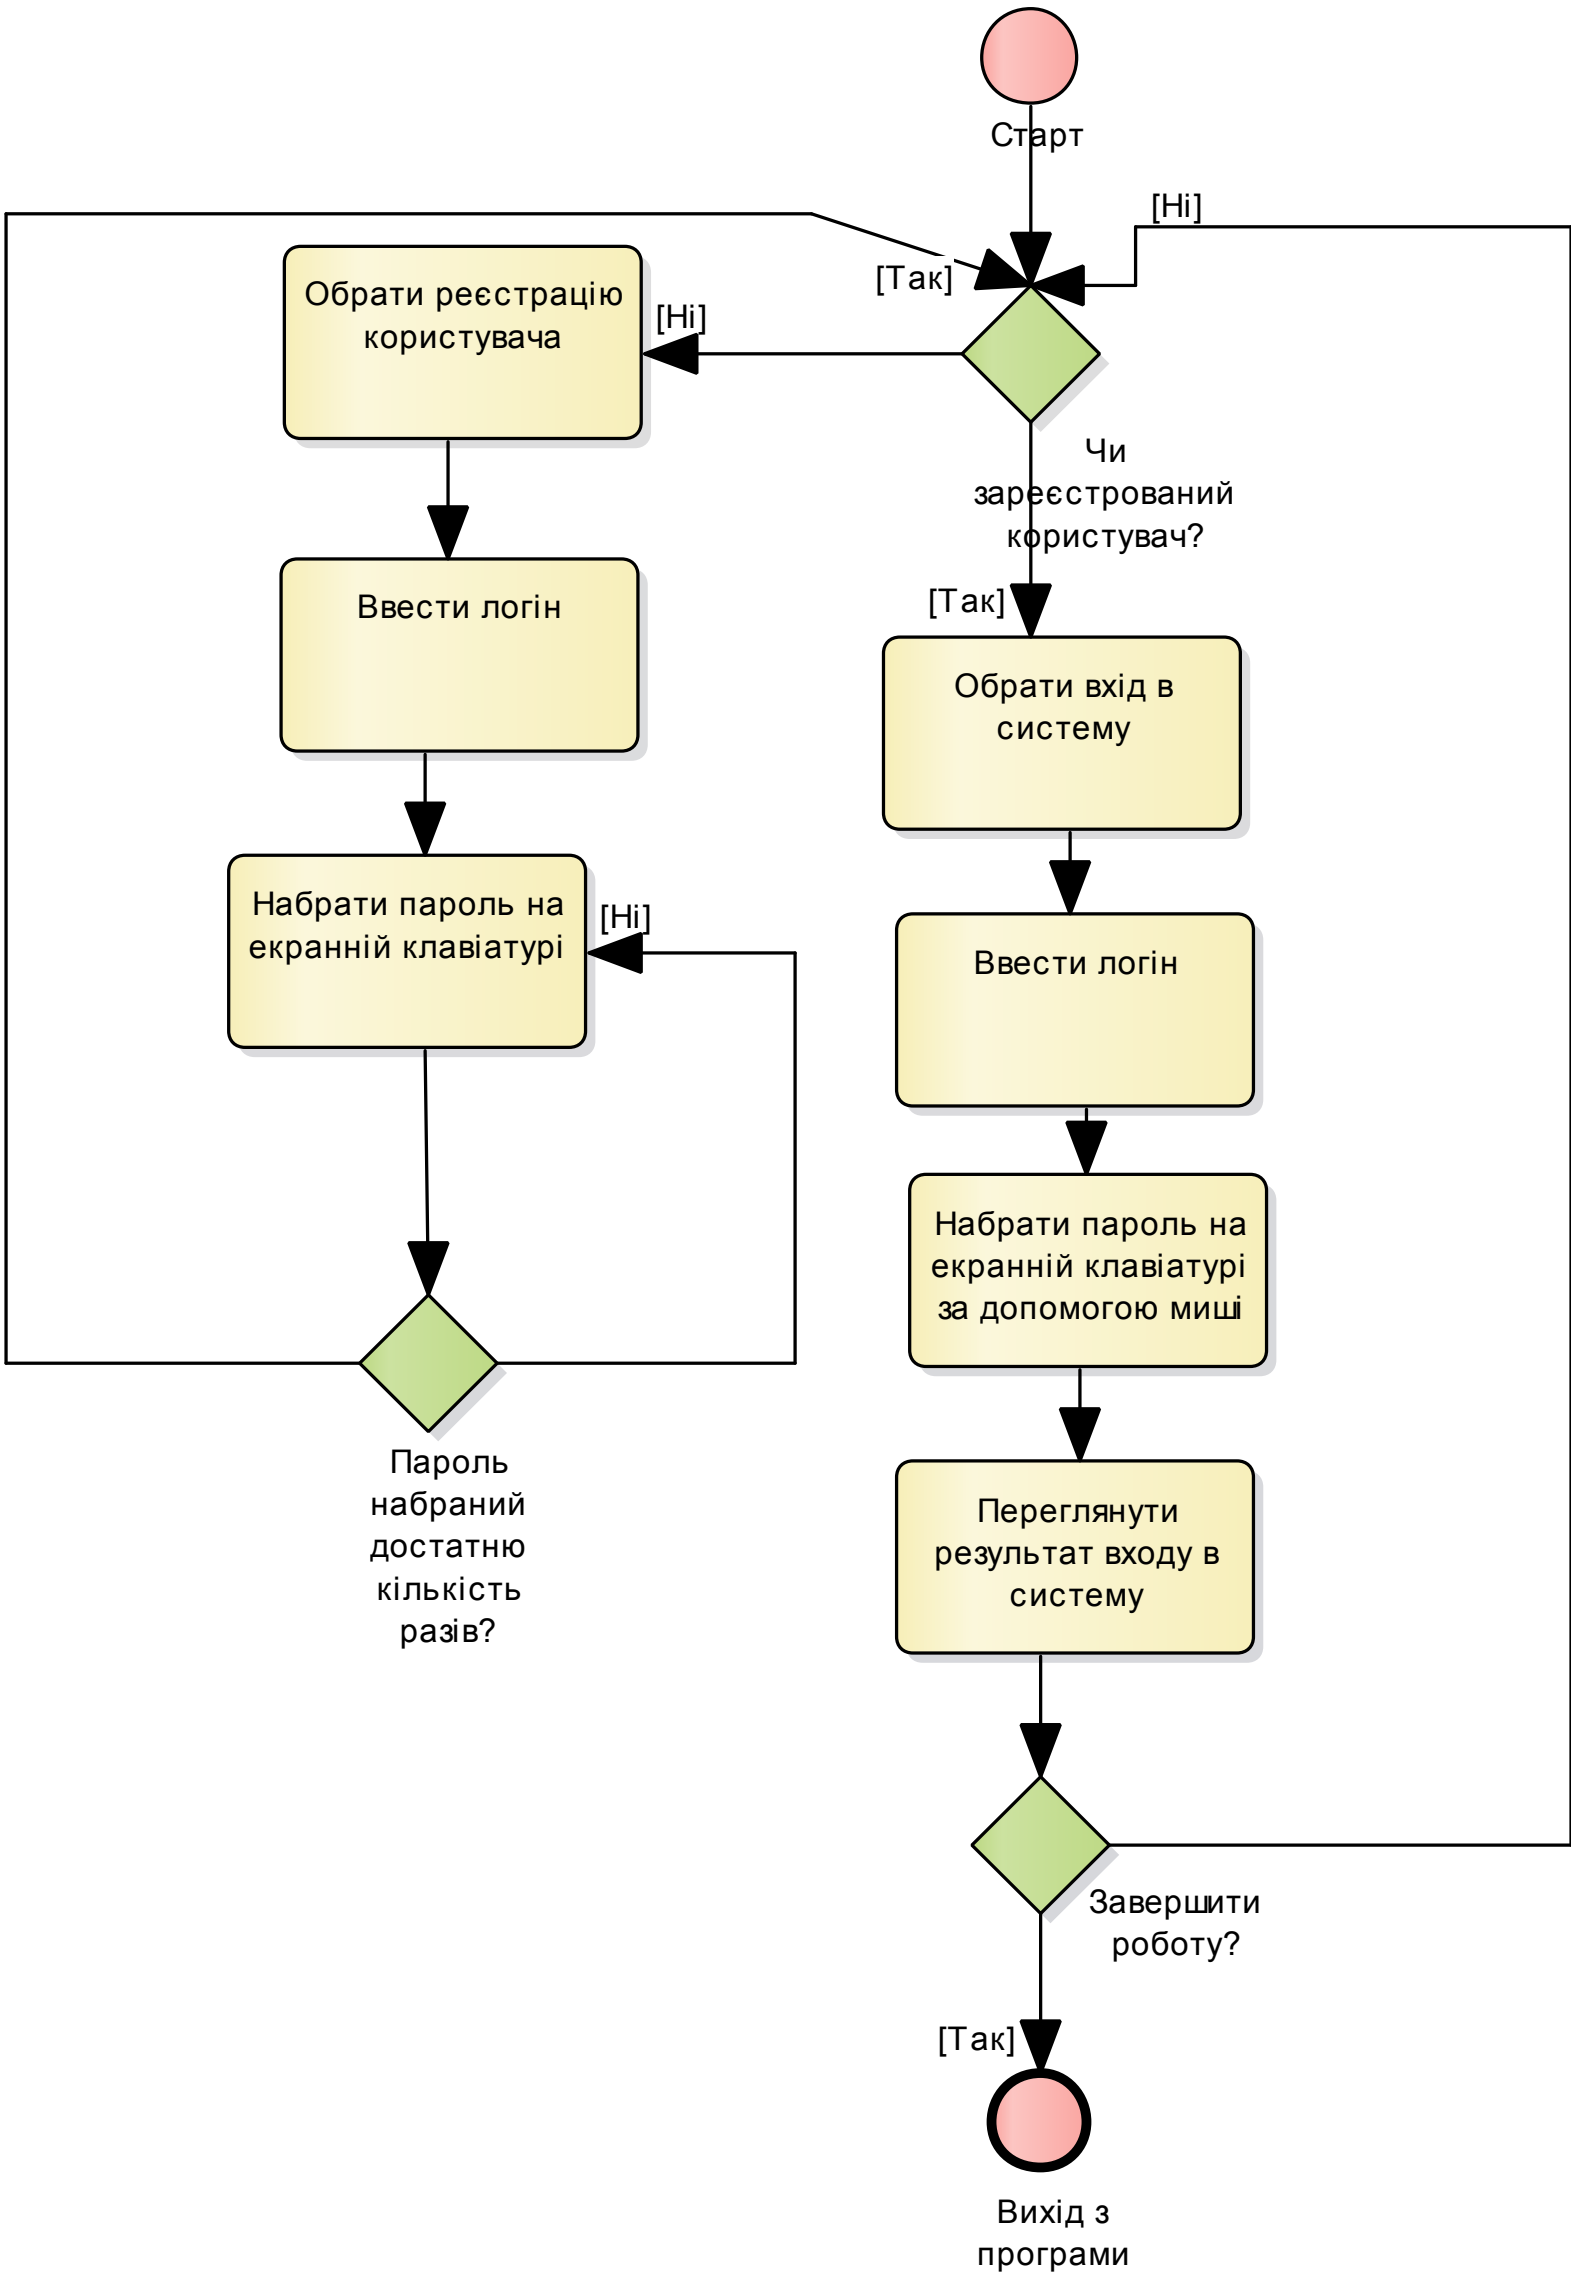 Старт
[Ні]
[Так]
Обрати реєстрацію
користувача
[Ні]
Чи
зареєстрований
користувач?
Ввести логін
[Так]
Обрати вхід в
систему
Набрати пароль на
екранній клавіатурі
[Ні]
Ввести логін
Набрати пароль на
екранній клавіатурі
за допомогою миші
Пароль
набраний
достатню
кількість
разів?
Переглянути
результат входу в
систему
Завершити
роботу?
[Так]
Вихід з
програми